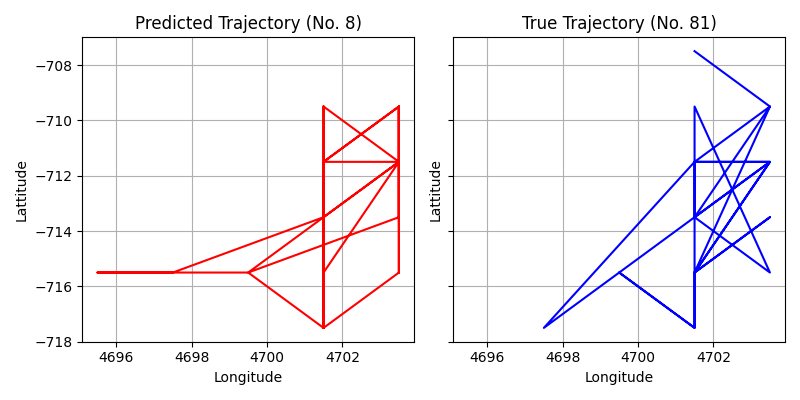 Predicted Trajectory (No. 8)
True Trajectory (No. 81)
Lattitude
−708
−710
−712
−714
−716
−718
4696
4698
4700
4702
Longitude
Lattitude
4696
4698
4700
4702
Longitude